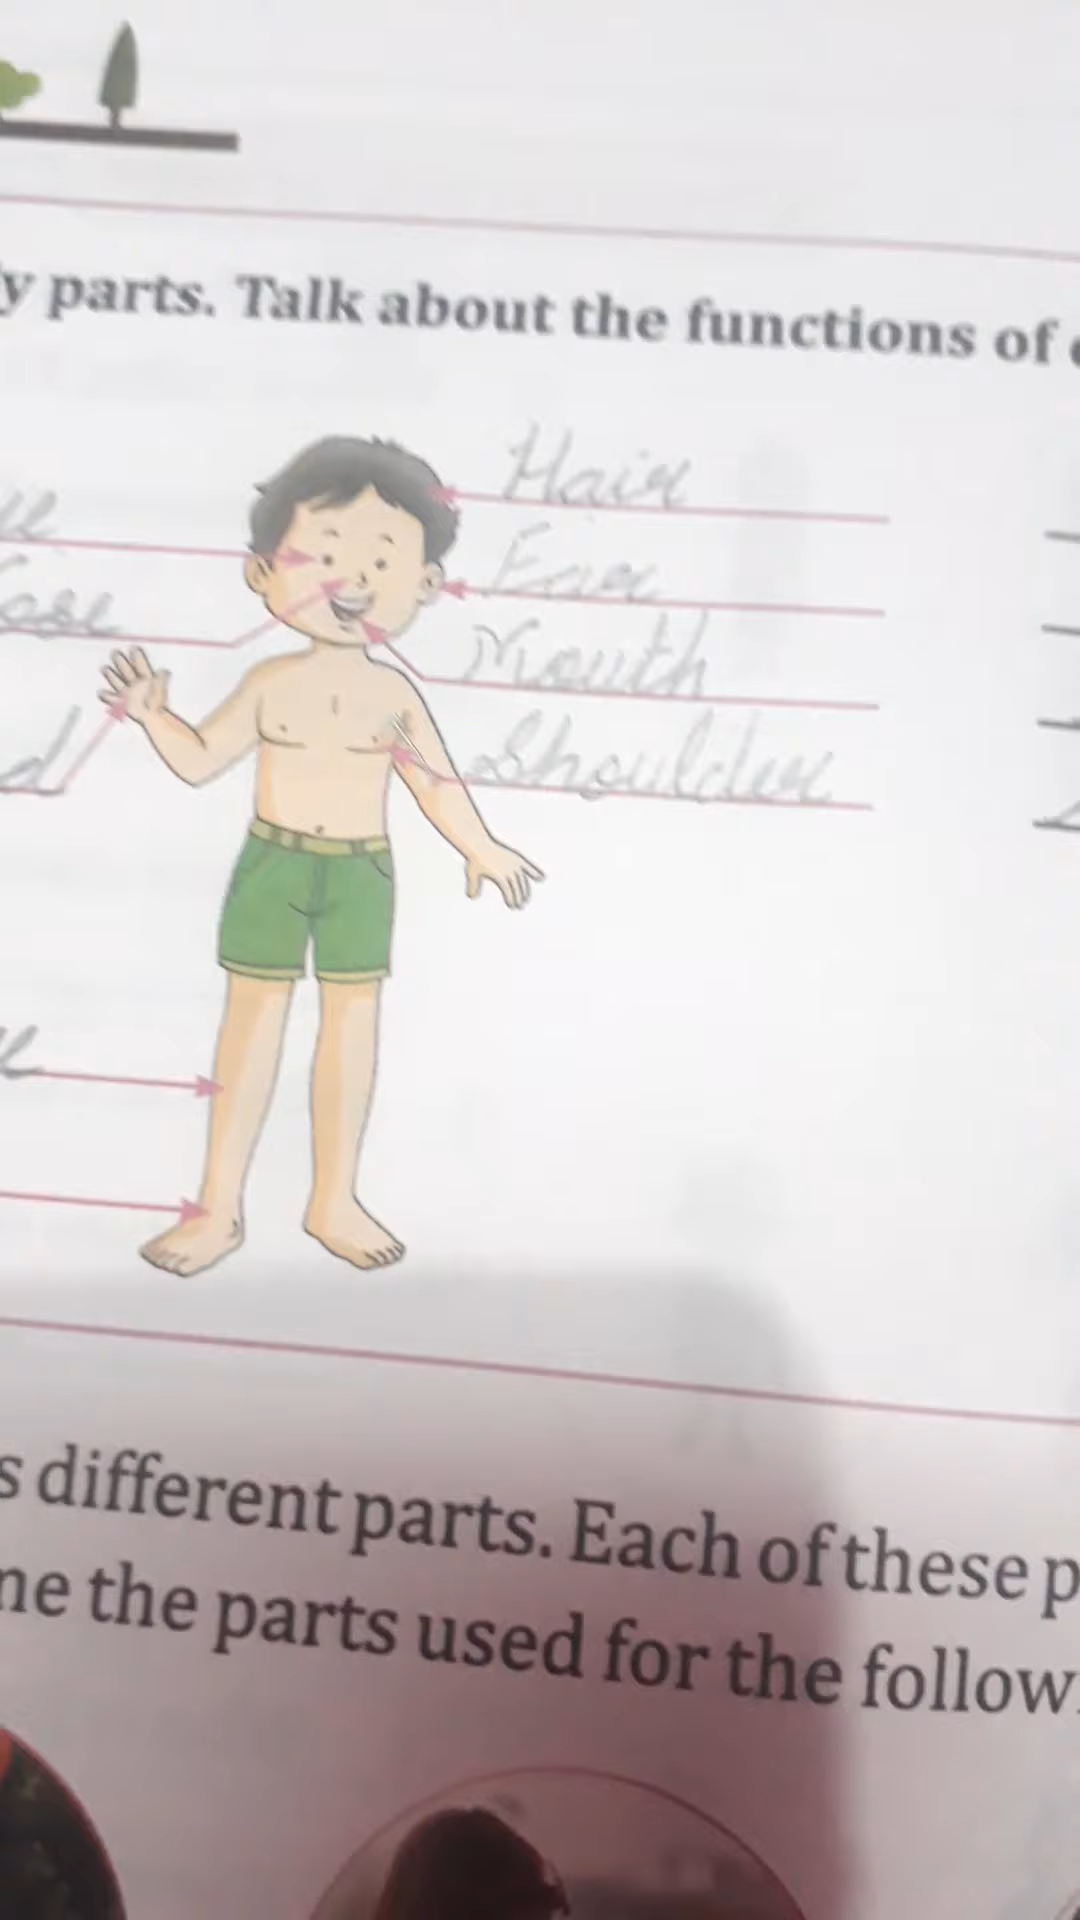 y parts. Talk about the functions of
Hair
Ear
ose
Mouth
d
Shoulder
s different parts. Each of these p
ne the parts used for the follow